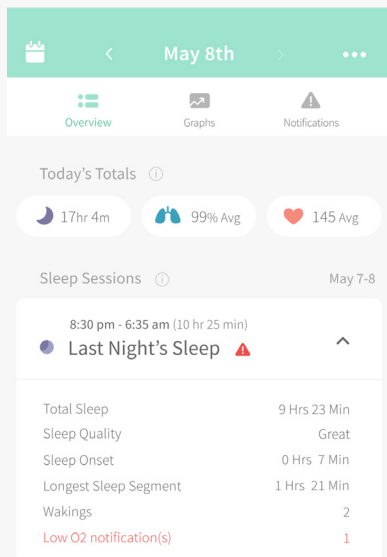 May 8th
Overview
Graphs
Notifications
Today's Totals
17hr 4m
99% Avg
145 Avg
Sleep Sessions
May 7-8
8:30 pm - 6:35 am (10 hr 25 min)
Last Night's Sleep
Total Sleep 9 Hrs 23 Min
Sleep Quality Great
Sleep Onset 0 Hrs 7 Min
Longest Sleep Segment 1 Hrs 21 Min
Wakings 2
Low O2 notification(s) 1